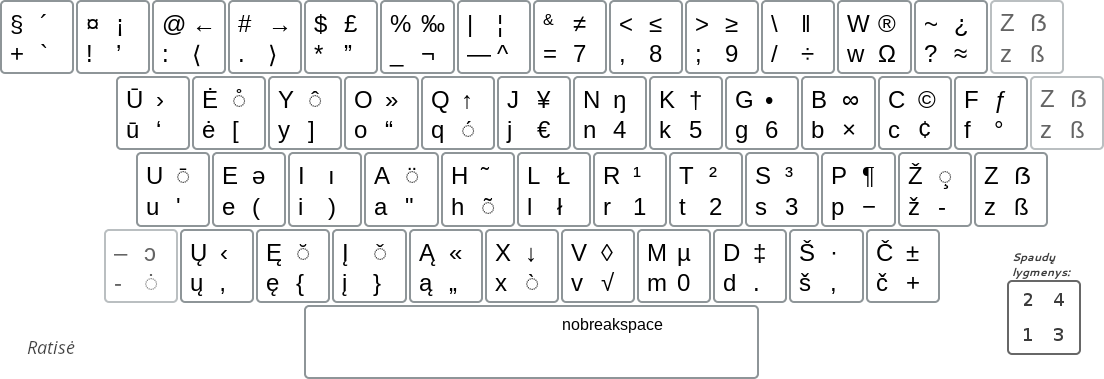 § ´ ¤ ¡ @ ← # → $ £ % ‰ | ¦ & ≠ < ≤ > ≥ \ ‖ W ® ~ ¿ Z ẞ
+ ` ! ’ : ⟨ . ⟩ * ” _ ¬ — ^ = 7 , 8 ; 9 / ÷ w Ω ? ≈ z ß
Ū › Ė ◌̊ Y ◌̂ O » Q ↑ J ¥ N ŋ K † G • B ∞ C © F ƒ Z ẞ
ū ‘ ė [ y ] o “ q ◌́ j € n 4 k 5 g 6 b × c ¢ f ° z ß
U ◌̄ E ə I ı A ◌̈ H ˜ L Ł R ¹ T ² S ³ P ¶ Ž ◌̧ Z ẞ
u ' e ( i ) a " h ◌̃ l ł r 1 t 2 s 3 p − ž - z ß
– ɔ Ų ‹ Ę ◌̆ Į ◌̌ Ą « X ↓ V ◊ M µ D ‡ Š · Č ±
- ◌̇ ų ‚ ę { į } ą „ x ◌̀ v √ m 0 d . š , č +
nobreakspace
Ratisė
Spaudų
lygmenys:
2 4
1 3